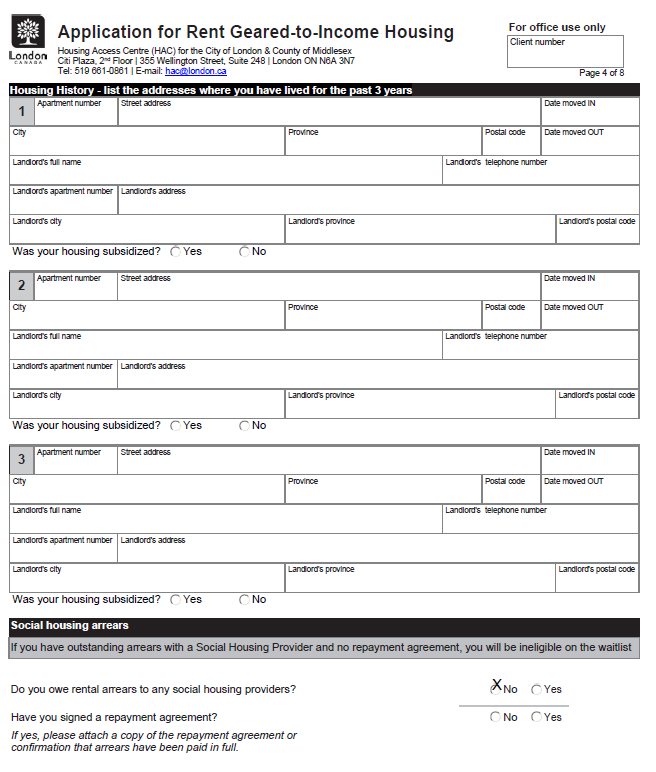 London
CANADA
Application for Rent Geared-to-Income Housing
Housing Access Centre (HAC) for the City of London & County of Middlesex
Citi Plaza, 2nd Floor | 355 Wellington Street, Suite 248 | London ON N6A 3N7
Tel: 519 661-0861 | E-mail: hac@london.ca
For office use only
Client number
Page 4 of 8
Housing History - list the addresses where you have lived for the past 3 years
1 Apartment number Street address Date moved IN
City Province Postal code Date moved OUT
Landlord's full name Landlord's telephone number
Landlord's apartment number Landlord's address
Landlord's city Landlord's province Landlord's postal code
Was your housing subsidized? Yes No
2 Apartment number Street address Date moved IN
City Province Postal code Date moved OUT
Landlord's full name Landlord's telephone number
Landlord's apartment number Landlord's address
Landlord's city Landlord's province Landlord's postal code
Was your housing subsidized? Yes No
3 Apartment number Street address Date moved IN
City Province Postal code Date moved OUT
Landlord's full name Landlord's telephone number
Landlord's apartment number Landlord's address
Landlord's city Landlord's province Landlord's postal code
Was your housing subsidized? Yes No
Social housing arrears
If you have outstanding arrears with a Social Housing Provider and no repayment agreement, you will be ineligible on the waitlist
Do you owe rental arrears to any social housing providers? X No Yes
Have you signed a repayment agreement? No Yes
If yes, please attach a copy of the repayment agreement or
confirmation that arrears have been paid in full.